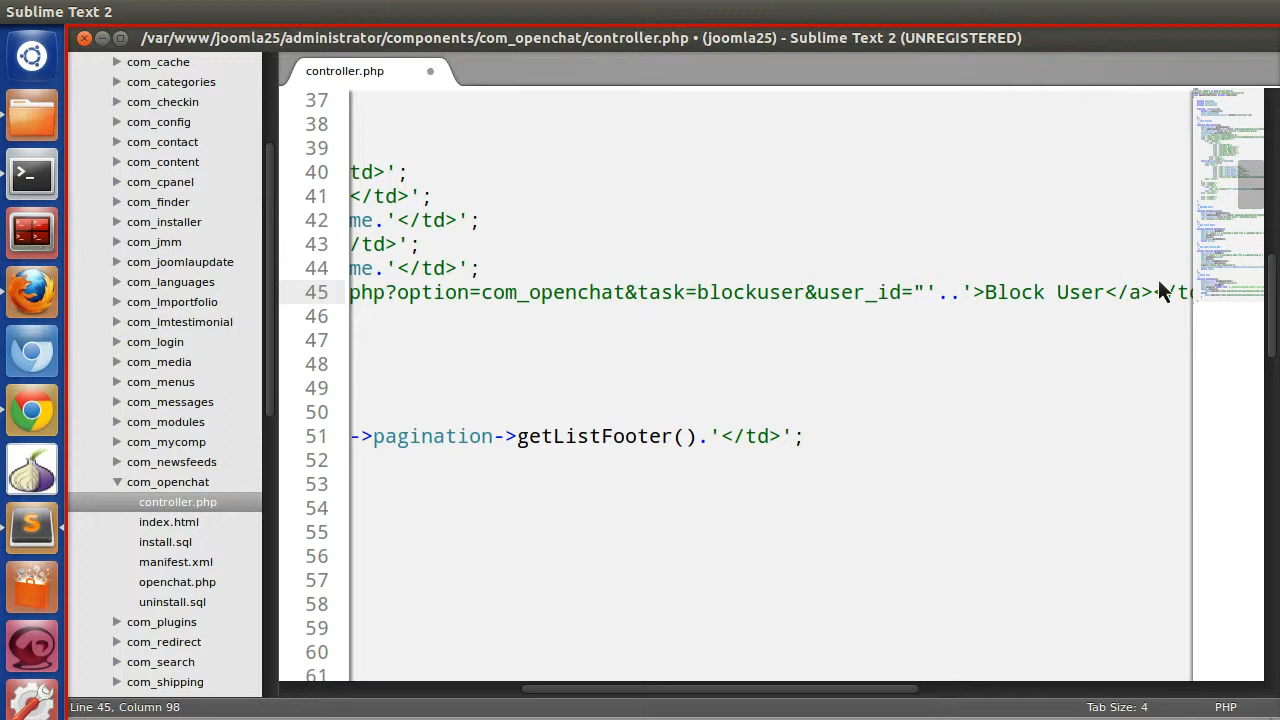 Sublime Text 2
/var/www/joomla25/administrator/components/com_openchat/controller.php • (joomla25) - Sublime Text 2 (UNREGISTERED)
com_cache
com_categories
com_checkin
com_config
com_contact
com_content
com_cpanel
com_finder
com_installer
com_jmm
com_joomlaupdate
com_languages
com_lmportfolio
com_lmtestimonial
com_login
com_media
com_menus
com_messages
com_modules
com_mycomp
com_newsfeeds
com_openchat
controller.php
index.html
install.sql
manifest.xml
openchat.php
uninstall.sql
com_plugins
com_redirect
com_search
com_shipping
controller.php
37
38
39
40 td>';
41 </td>';
42 me.'</td>';
43 /td>';
44 me.'</td>';
45 php?option=com_openchat&task=blockuser&user_id="'..'>Block User</a></td
46
47
48
49
50
51 ->pagination->getListFooter().'</td>';
52
53
54
55
56
57
58
59
60
61
Line 45, Column 98
Tab Size: 4
PHP